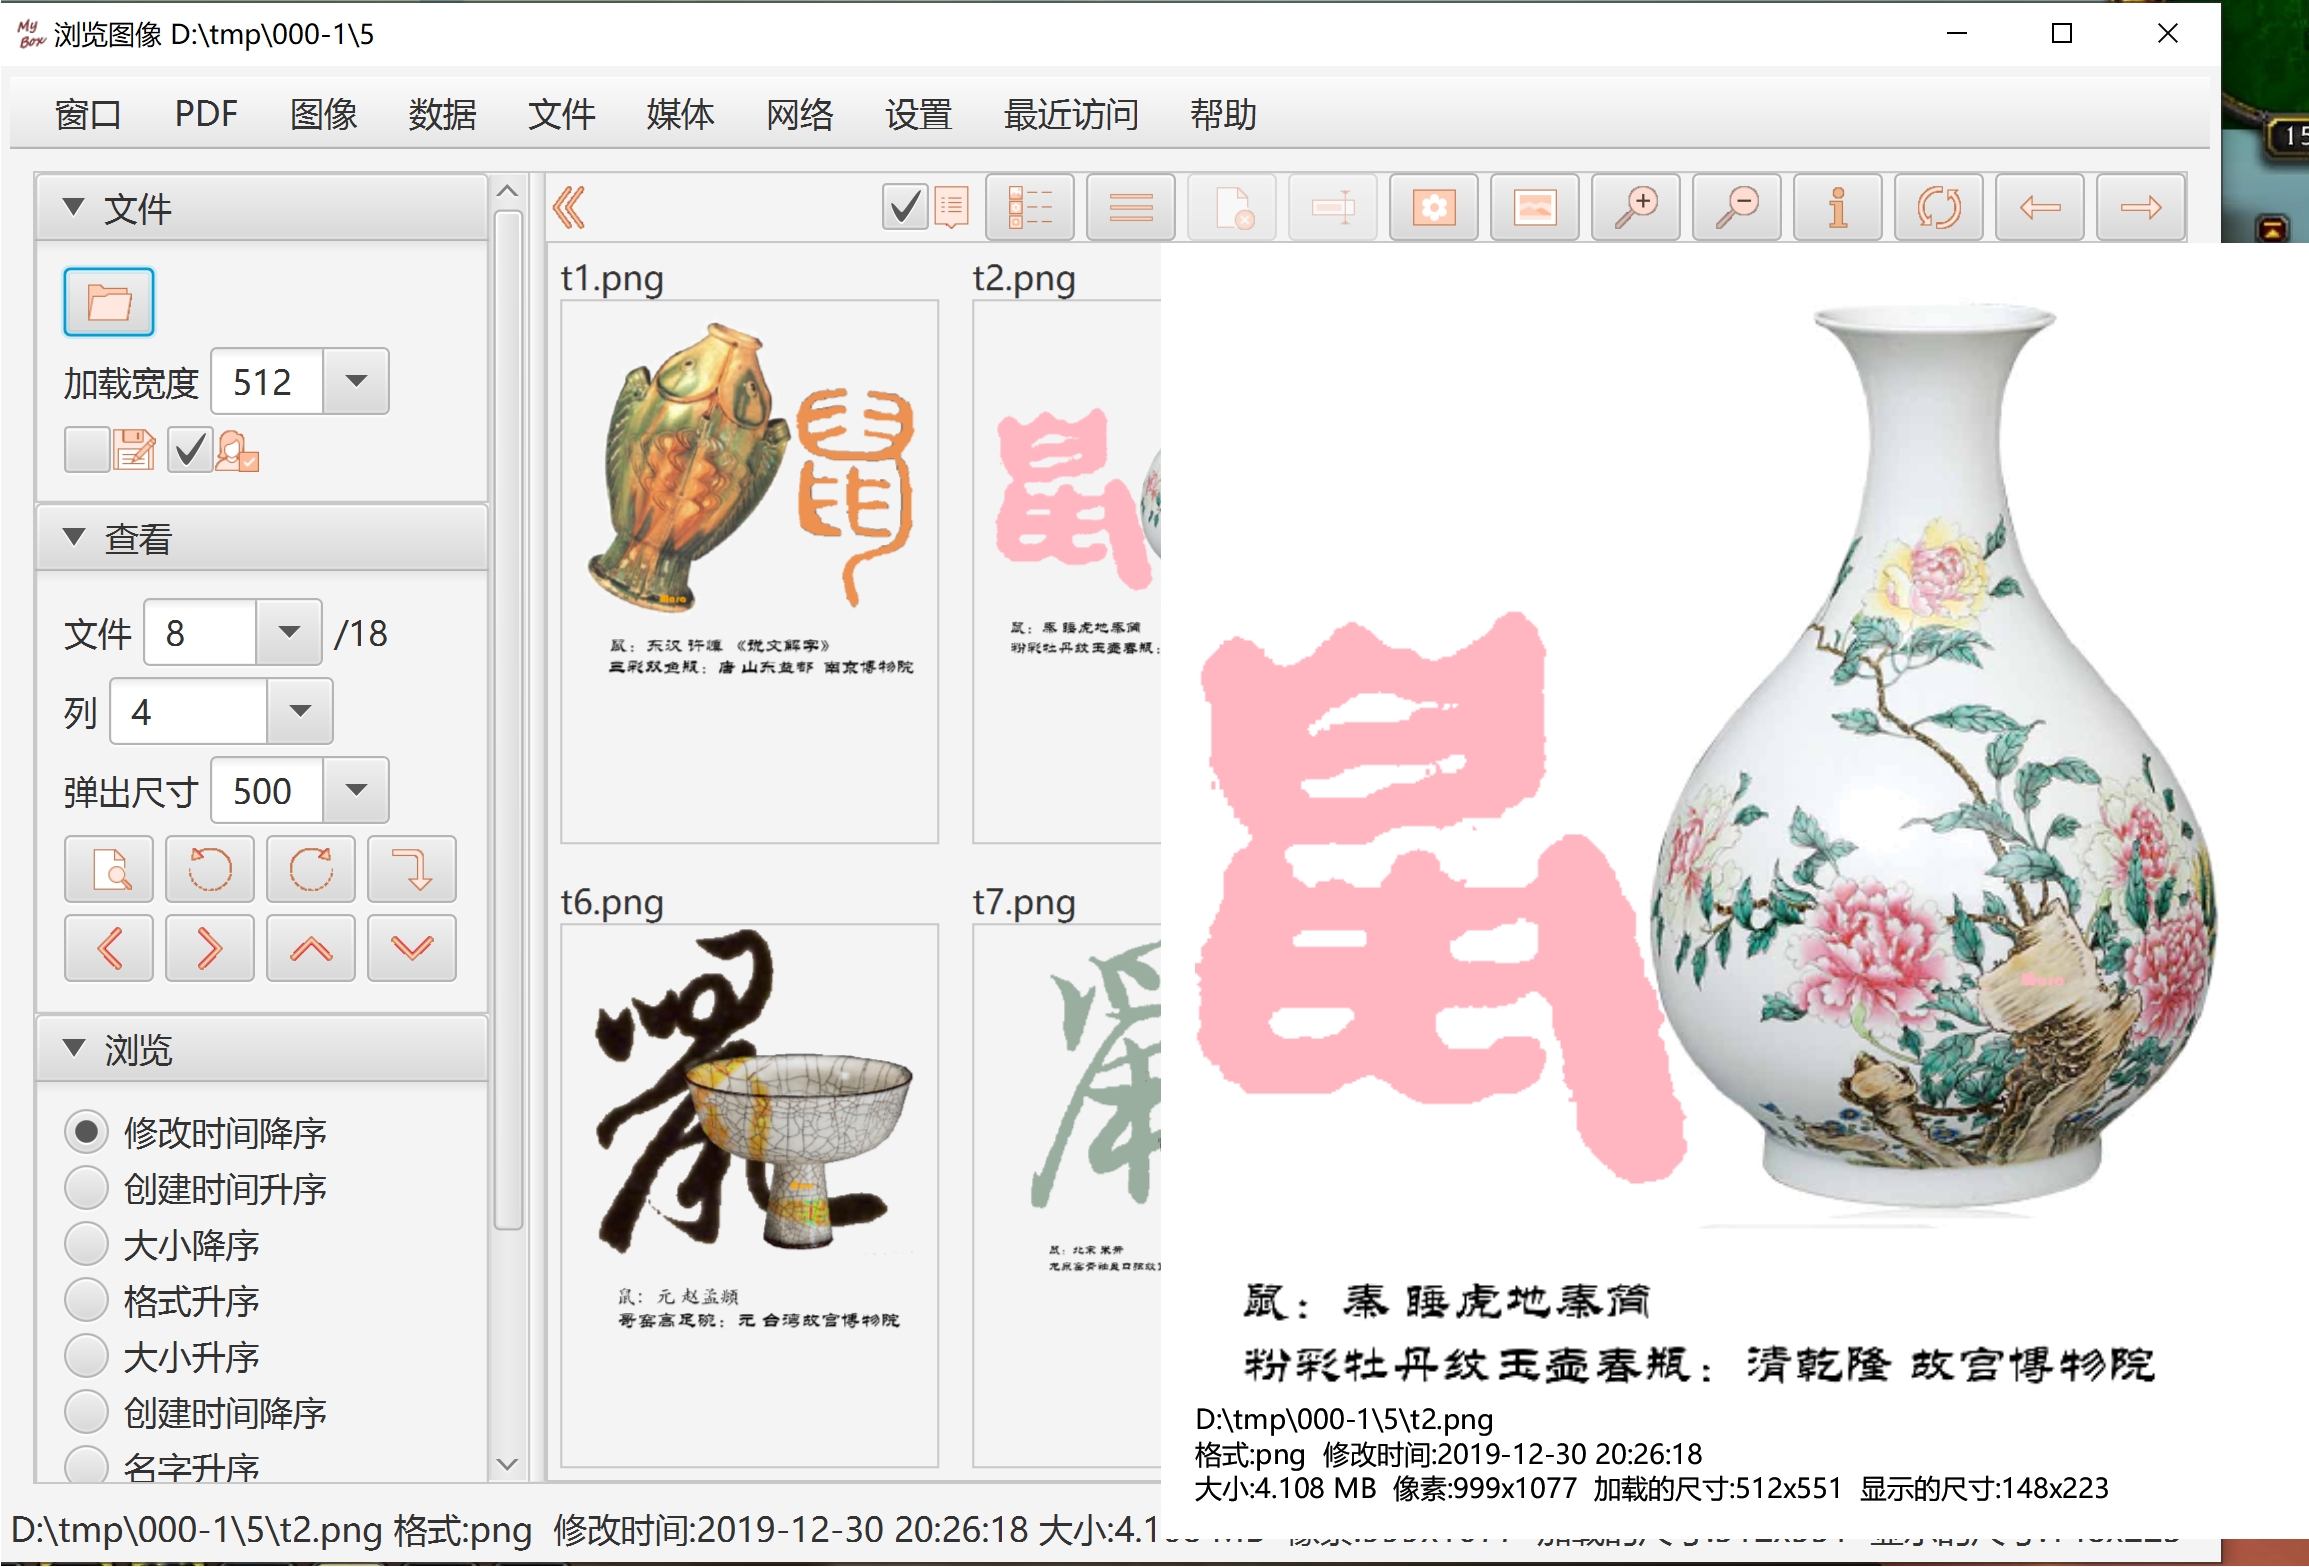 My Box 浏览图像 D:\tmp\000-1\5
窗口 PDF 图像 数据 文件 媒体 网络 设置 最近访问 帮助
文件
加载宽度 512
查看
文件 8 /18
列 4
弹出尺寸 500
浏览
修改时间降序
创建时间升序
大小降序
格式升序
大小升序
创建时间降序
名字升序
t1.png
鼠
鼠：东汉 许慎 《说文解字》
三彩双鱼瓶：唐 山东益都 南京博物院
t2.png
鼠
鼠：秦 睡虎地秦简
粉彩牡丹纹玉壶春瓶：
t6.png
鼠：元 赵孟頫
哥窑高足碗：元 台湾故宫博物院
t7.png
鼠：北宋 米芾
鼠
鼠：秦 睡虎地秦简
粉彩牡丹纹玉壶春瓶：清乾隆 故宫博物院
D:\tmp\000-1\5\t2.png
格式:png 修改时间:2019-12-30 20:26:18
大小:4.108 MB 像素:999x1077 加载的尺寸:512x551 显示的尺寸:148x223
D:\tmp\000-1\5\t2.png 格式:png 修改时间:2019-12-30 20:26:18 大小:4.1
15